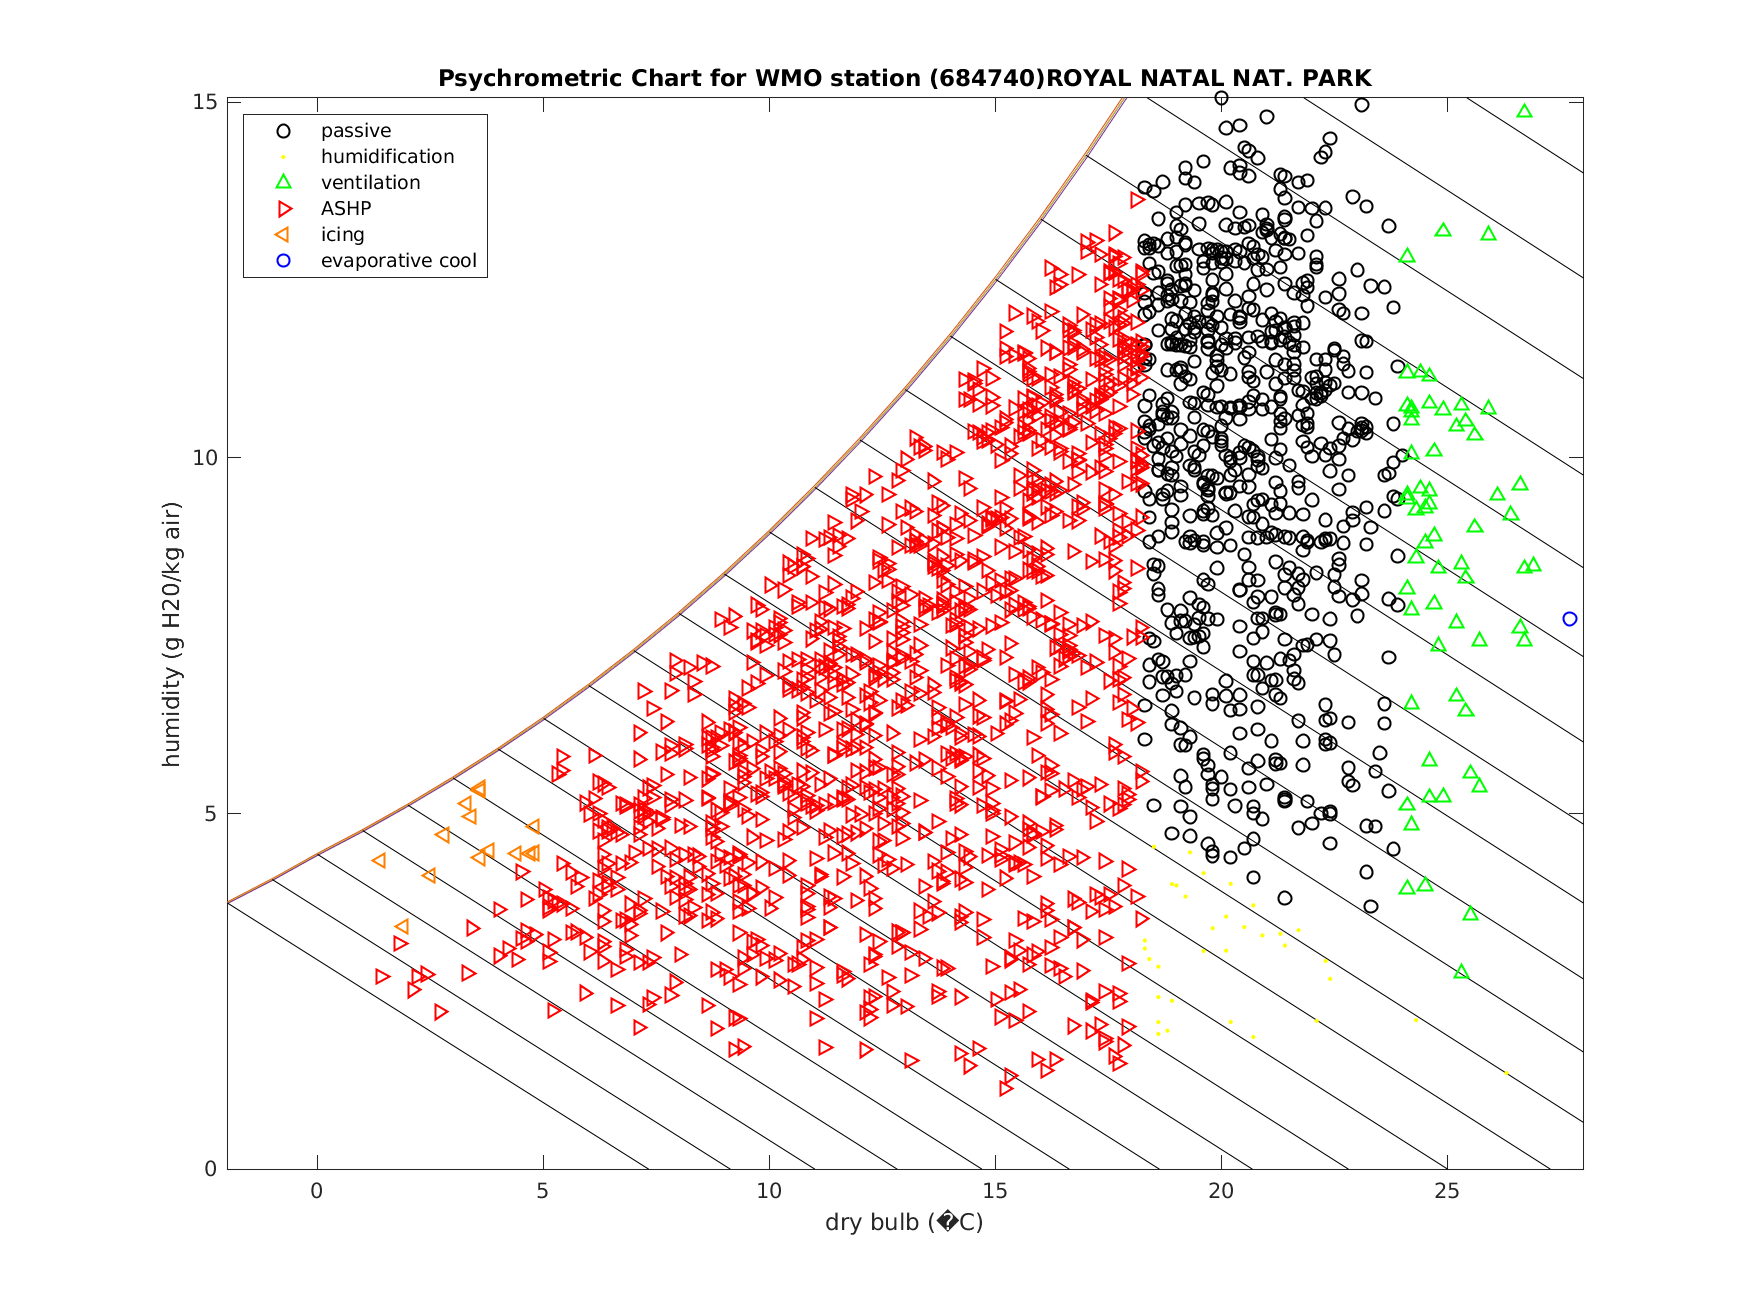 Psychrometric Chart for WMO station (684740)ROYAL NATAL NAT. PARK
passive
humidification
ventilation
ASHP
icing
evaporative cool
humidity (g H20/kg air)
15
10
5
0
0 5 10 15 20 25
dry bulb (�C)